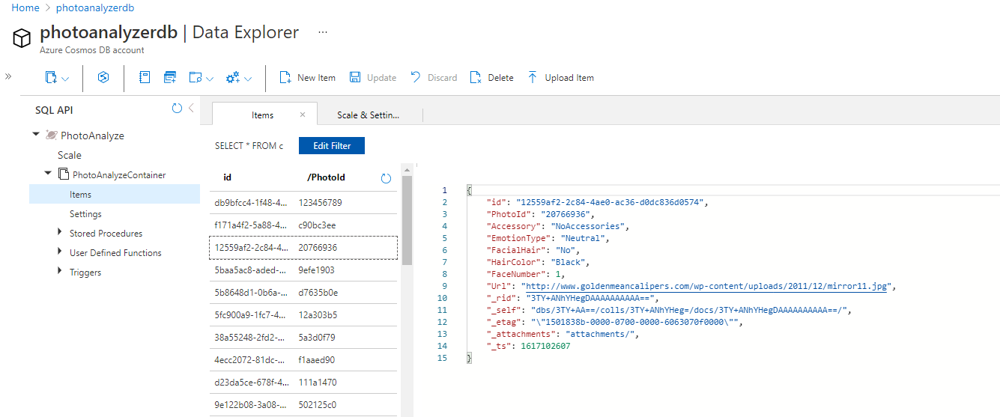 Home > photoanalyzerdb
photoanalyzerdb | Data Explorer ...
Azure Cosmos DB account
New Item Update Discard Delete Upload Item
SQL API
PhotoAnalyze
Scale
PhotoAnalyzeContainer
Items
Settings
Stored Procedures
User Defined Functions
Triggers
Items × Scale & Settin...
SELECT * FROM c Edit Filter
id /PhotoId
db9bfcc4-1f48-4... 123456789
f171a4f2-5a88-4... c90bc3ee
12559af2-2c84-4... 20766936
5baa5ac8-aded-... 9efe1903
5b8648d1-0b6a-... d7635b0e
5fc900a9-1fc7-4... 12a303b5
38a55248-2fd2-... 5a3d0f79
4ecc2072-81dc-... f1aaed90
d23da5ce-678f-4... 111a1470
9e122b08-3a08-... 502125c0
1 {
2 "id": "12559af2-2c84-4ae0-ac36-d0dc836d0574",
3 "PhotoId": "20766936",
4 "Accessory": "NoAccessories",
5 "EmotionType": "Neutral",
6 "FacialHair": "No",
7 "HairColor": "Black",
8 "FaceNumber": 1,
9 "Url": "http://www.goldenmeancalipers.com/wp-content/uploads/2011/12/mirror11.jpg",
10 "_rid": "3TY+ANhYHegDAAAAAAAAAA==",
11 "_self": "dbs/3TY+AA==/colls/3TY+ANhYHeg=/docs/3TY+ANhYHegDAAAAAAAAAA==/",
12 "_etag": "\"1501838b-0000-0700-0000-6063070f0000\"",
13 "_attachments": "attachments/",
14 "_ts": 1617102607
15 }